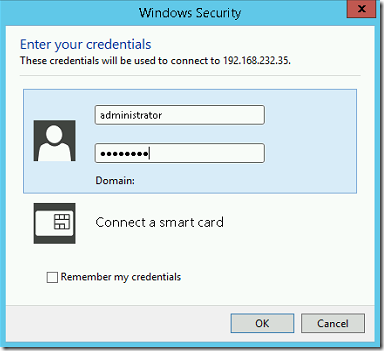 Windows Security
Enter your credentials
These credentials will be used to connect to 192.168.232.35.
administrator
●●●●●●●●
Domain:
Connect a smart card
Remember my credentials
OK Cancel